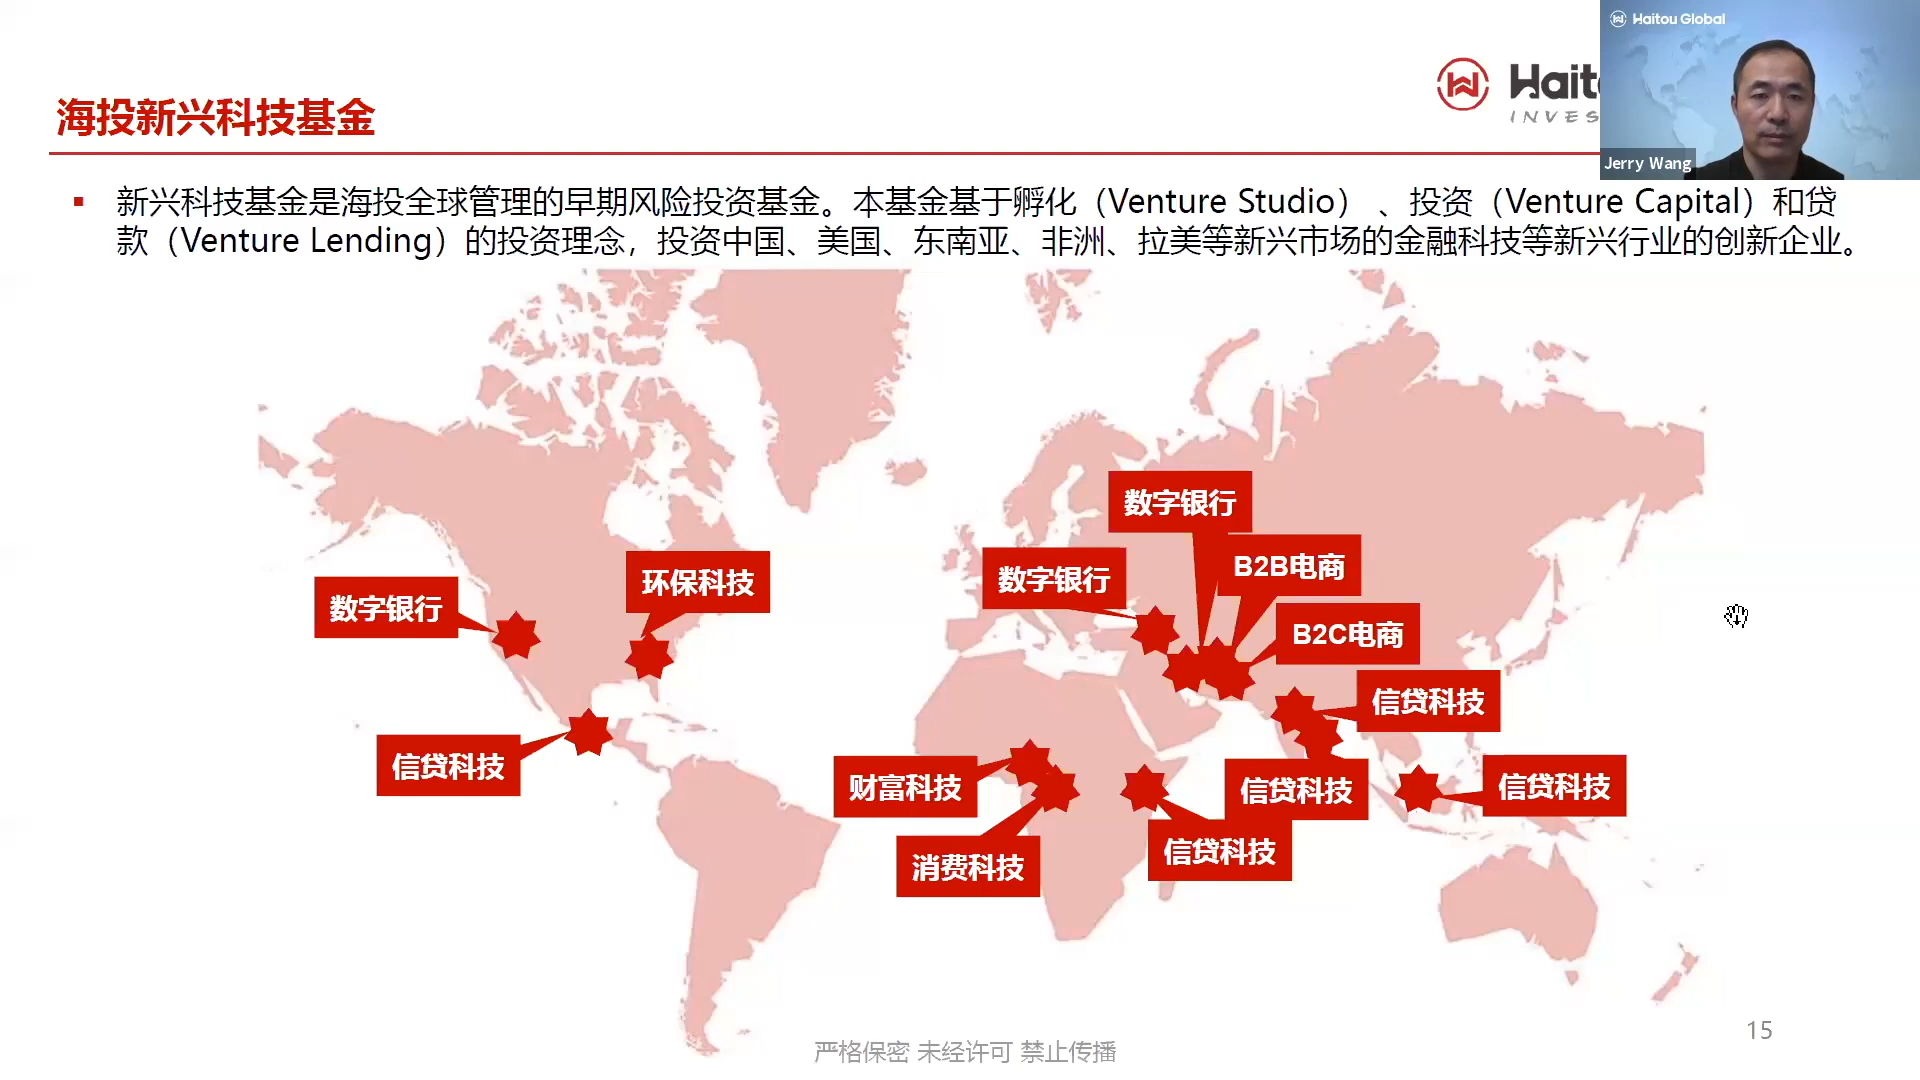 Haitou Global
海投新兴科技基金
Hait
INVES
Jerry Wang
新兴科技基金是海投全球管理的早期风险投资基金。本基金基于孵化（Venture Studio） 、投资（Venture Capital）和贷
款（Venture Lending）的投资理念，投资中国、美国、东南亚、非洲、拉美等新兴市场的金融科技等新兴行业的创新企业。
数字银行
B2B电商
环保科技
数字银行
数字银行
B2C电商
信贷科技
信贷科技
财富科技
信贷科技
信贷科技
消费科技
信贷科技
15
严格保密 未经许可 禁止传播